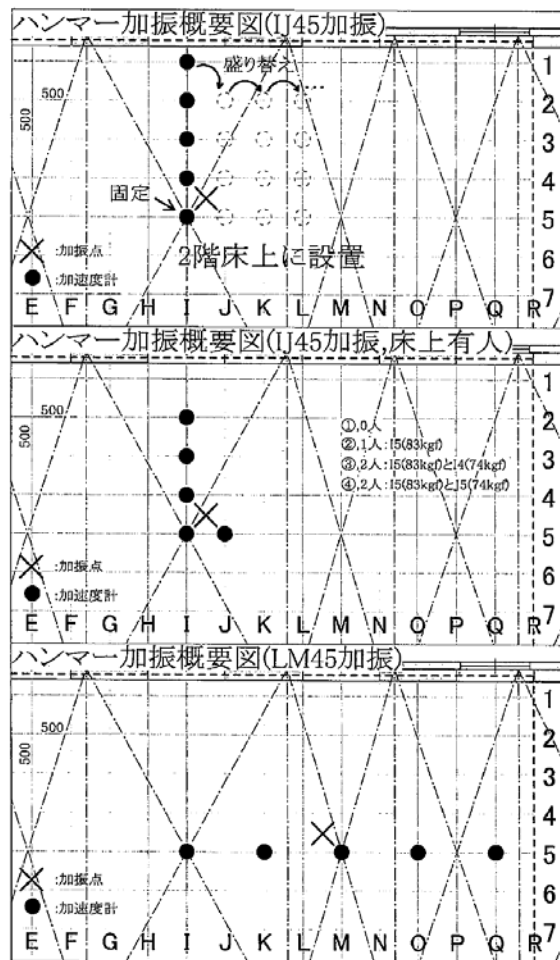 ハンマー加振概要図(IJ45加振)
盛り替え
500
500
固定
2階床上に設置
:加振点
:加速度計
1
2
3
4
5
6
7
E F G H I J K L M N O P Q R
ハンマー加振概要図(IJ45加振,床上有人)
500
500
①,0人
②,1人:I5(83kgf)
③,2人:I5(83kgf)とI4(74kgf)
④,2人:I5(83kgf)とJ5(74kgf)
:加振点
:加速度計
1
2
3
4
5
6
7
E F G H I J K L M N O P Q R
ハンマー加振概要図(LM45加振)
500
500
:加振点
:加速度計
1
2
3
4
5
6
7
E F G H I J K L M N O P Q R